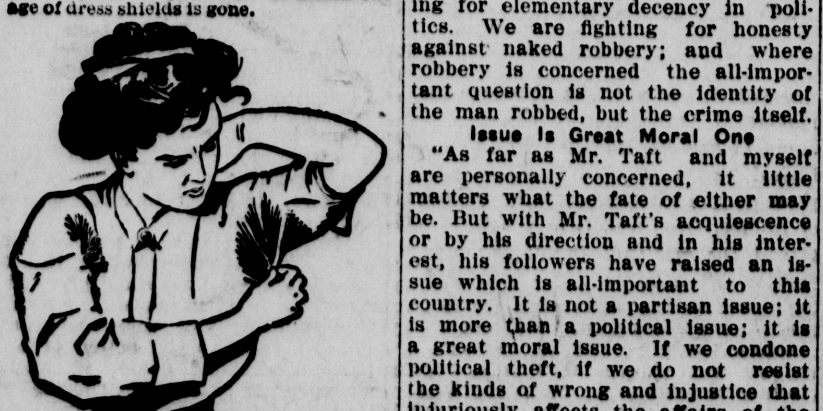 age of dress shields is gone.
ing for elementary decency in poli-
tics. We are fighting for honesty
against naked robbery; and where
robbery is concerned the all-impor-
tant question is not the identity of
the man robbed, but the crime itself.
Issue Is Great Moral One
"As far as Mr. Taft and myself
are personally concerned, it little
matters what the fate of either may
be. But with Mr. Taft's acquiescence
or by his direction and in his inter-
est, his followers have raised an is-
sue which is all-important to this
country. It is not a partisan issue; it
is more than a political issue; it is
a great moral issue. If we condone
political theft, if we do not resist
the kinds of wrong and injustice that
injuriously affects the affairs of the